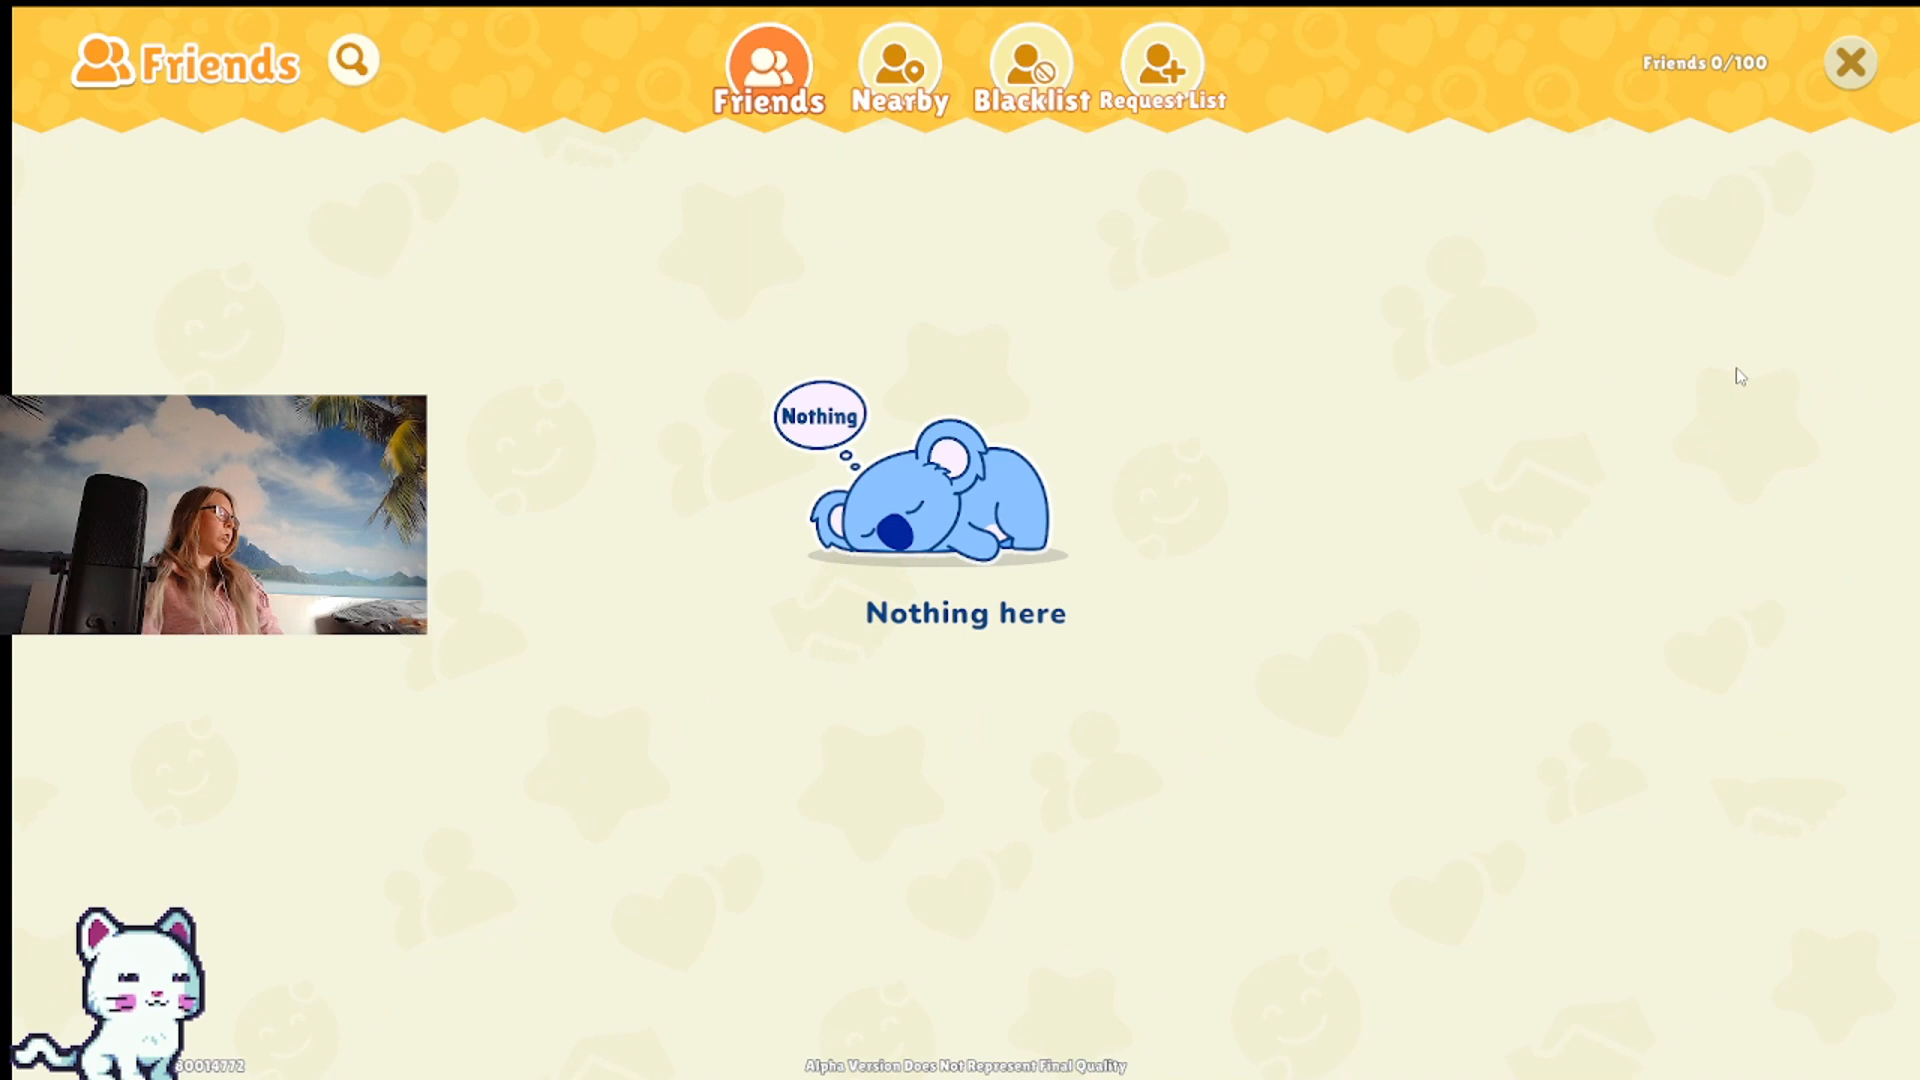 Friends
Friends
Nearby
Blacklist
Request List
Friends 0/100
Nothing
Nothing here
80014772
Alpha Version Does Not Represent Final Quality